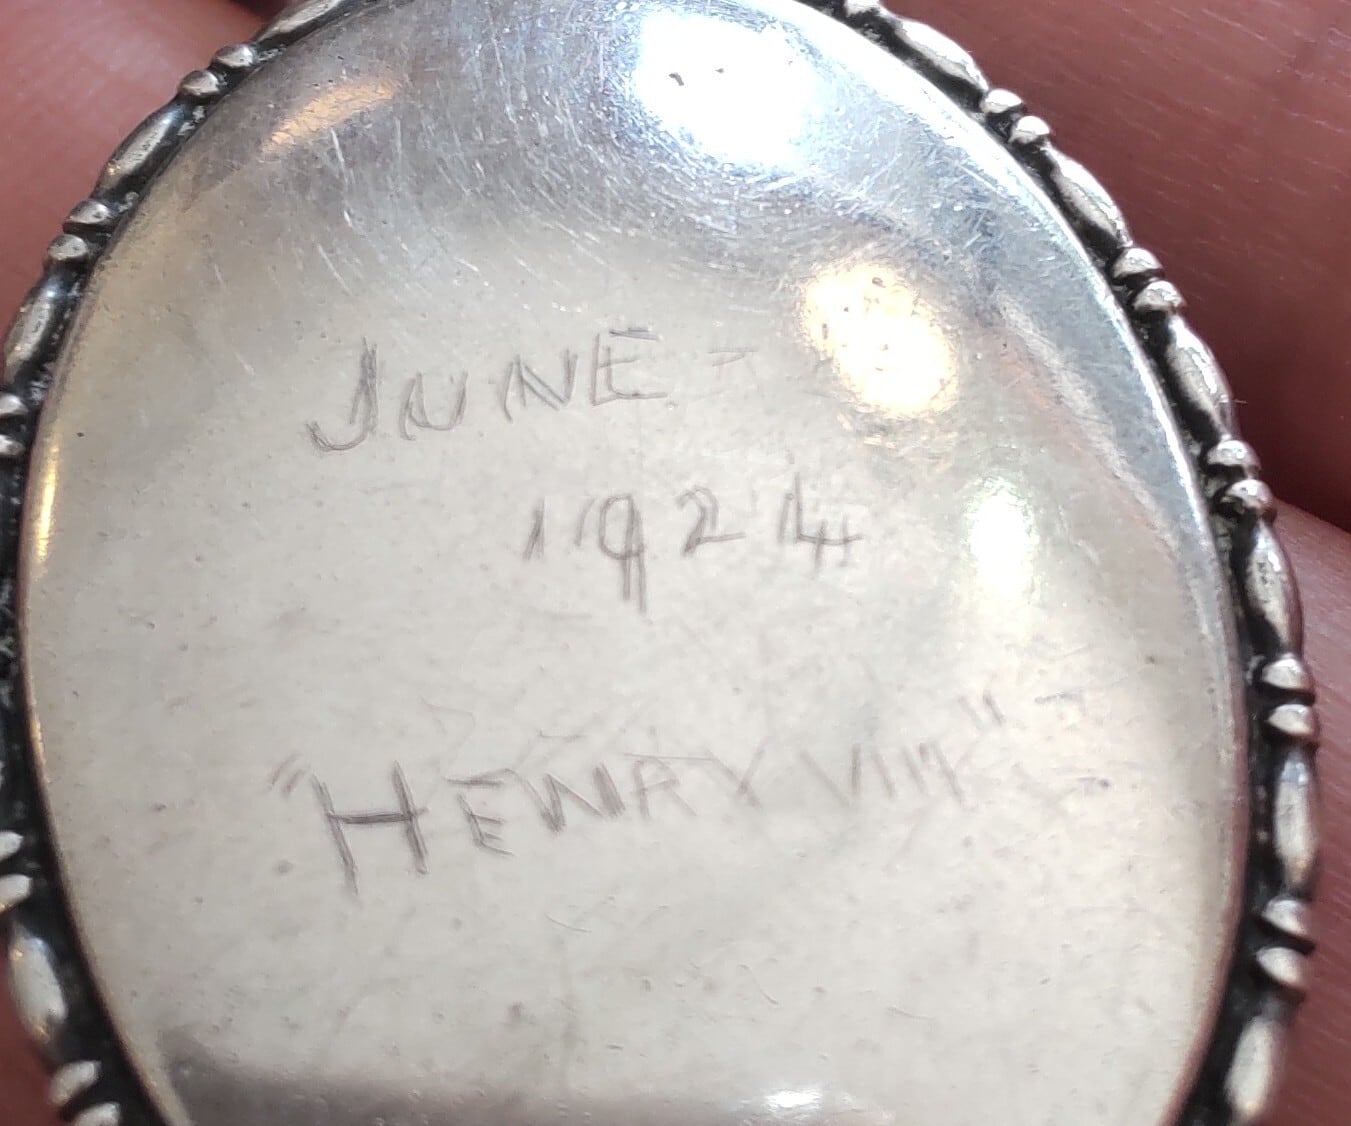 JUNE -
1924
"HENRY VIII" -